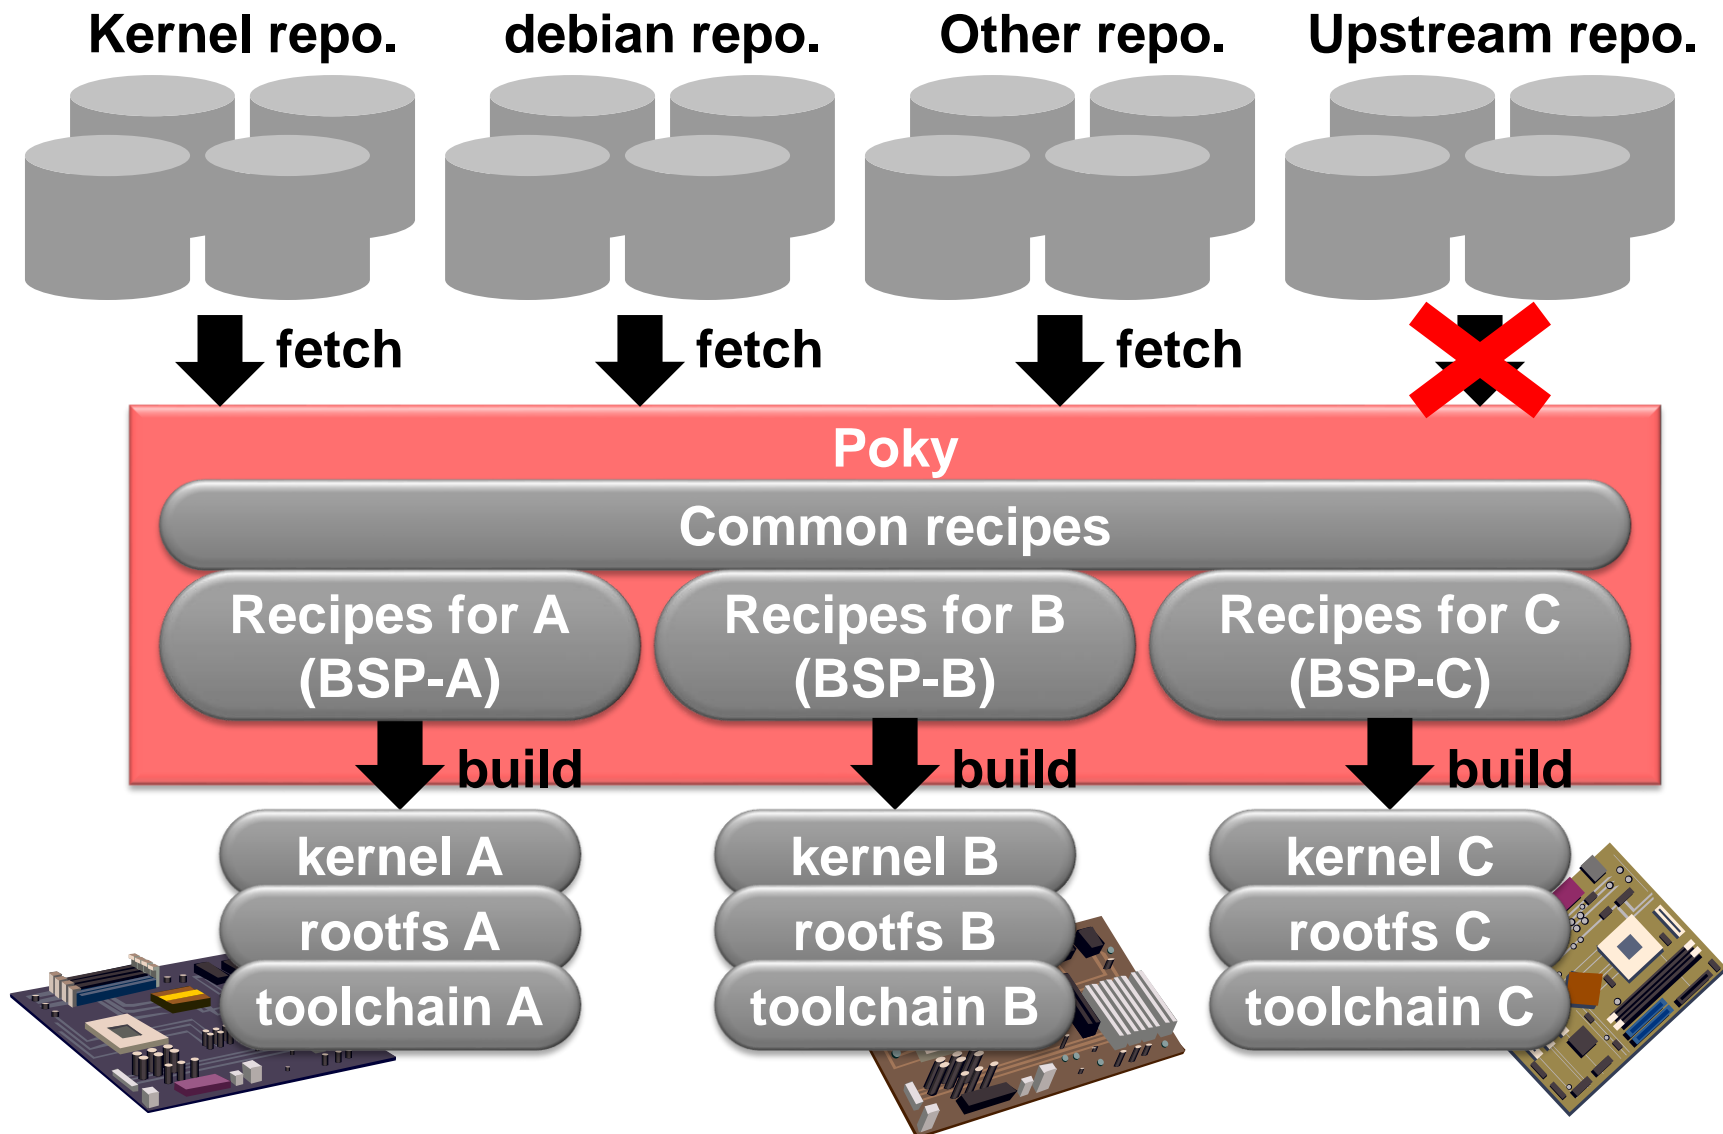 Kernel repo.
debian repo.
Other repo.
Upstream repo.
fetch
fetch
fetch
Poky
Common recipes
Recipes for A
(BSP-A)
Recipes for B
(BSP-B)
Recipes for C
(BSP-C)
build
build
build
kernel A
rootfs A
toolchain A
kernel B
rootfs B
toolchain B
kernel C
rootfs C
toolchain C